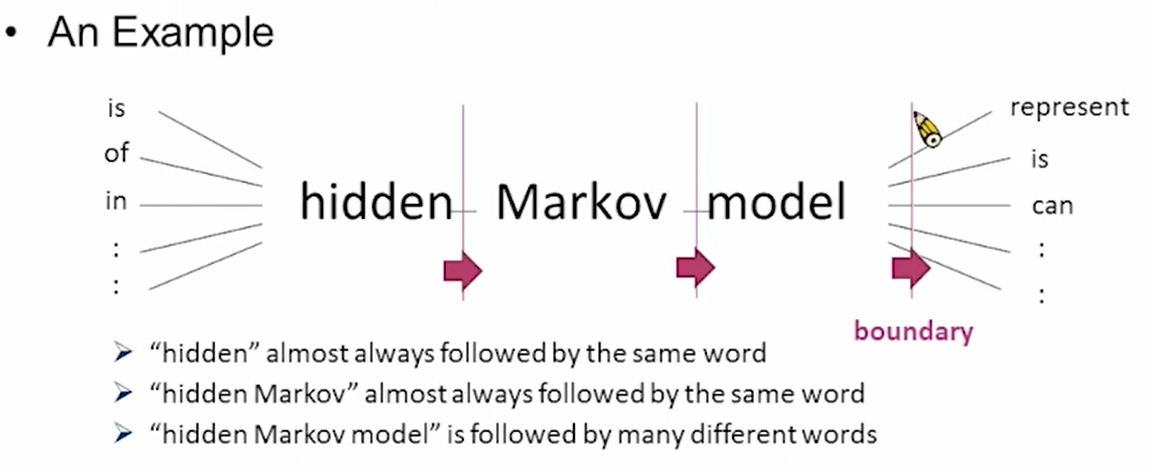 • An Example
is
of
in
:
:
hidden Markov model
represent
is
can
:
:
boundary
➢ “hidden” almost always followed by the same word
➢ “hidden Markov” almost always followed by the same word
➢ “hidden Markov model” is followed by many different words